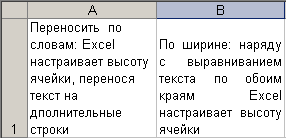 A B
Переносить по
словам: Excel
настраивает высоту
ячейки, перенося
текст на
дполнительные
строки
По ширине: наряду
с выравниванием
текста по обоим
краям Excel
настраивает высоту
ячейки
1